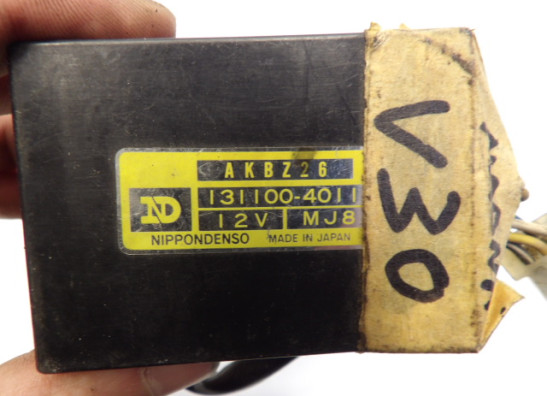 AKBZ26
131100-4011
ND
12V MJ8
NIPPONDENSO MADE IN JAPAN
V30